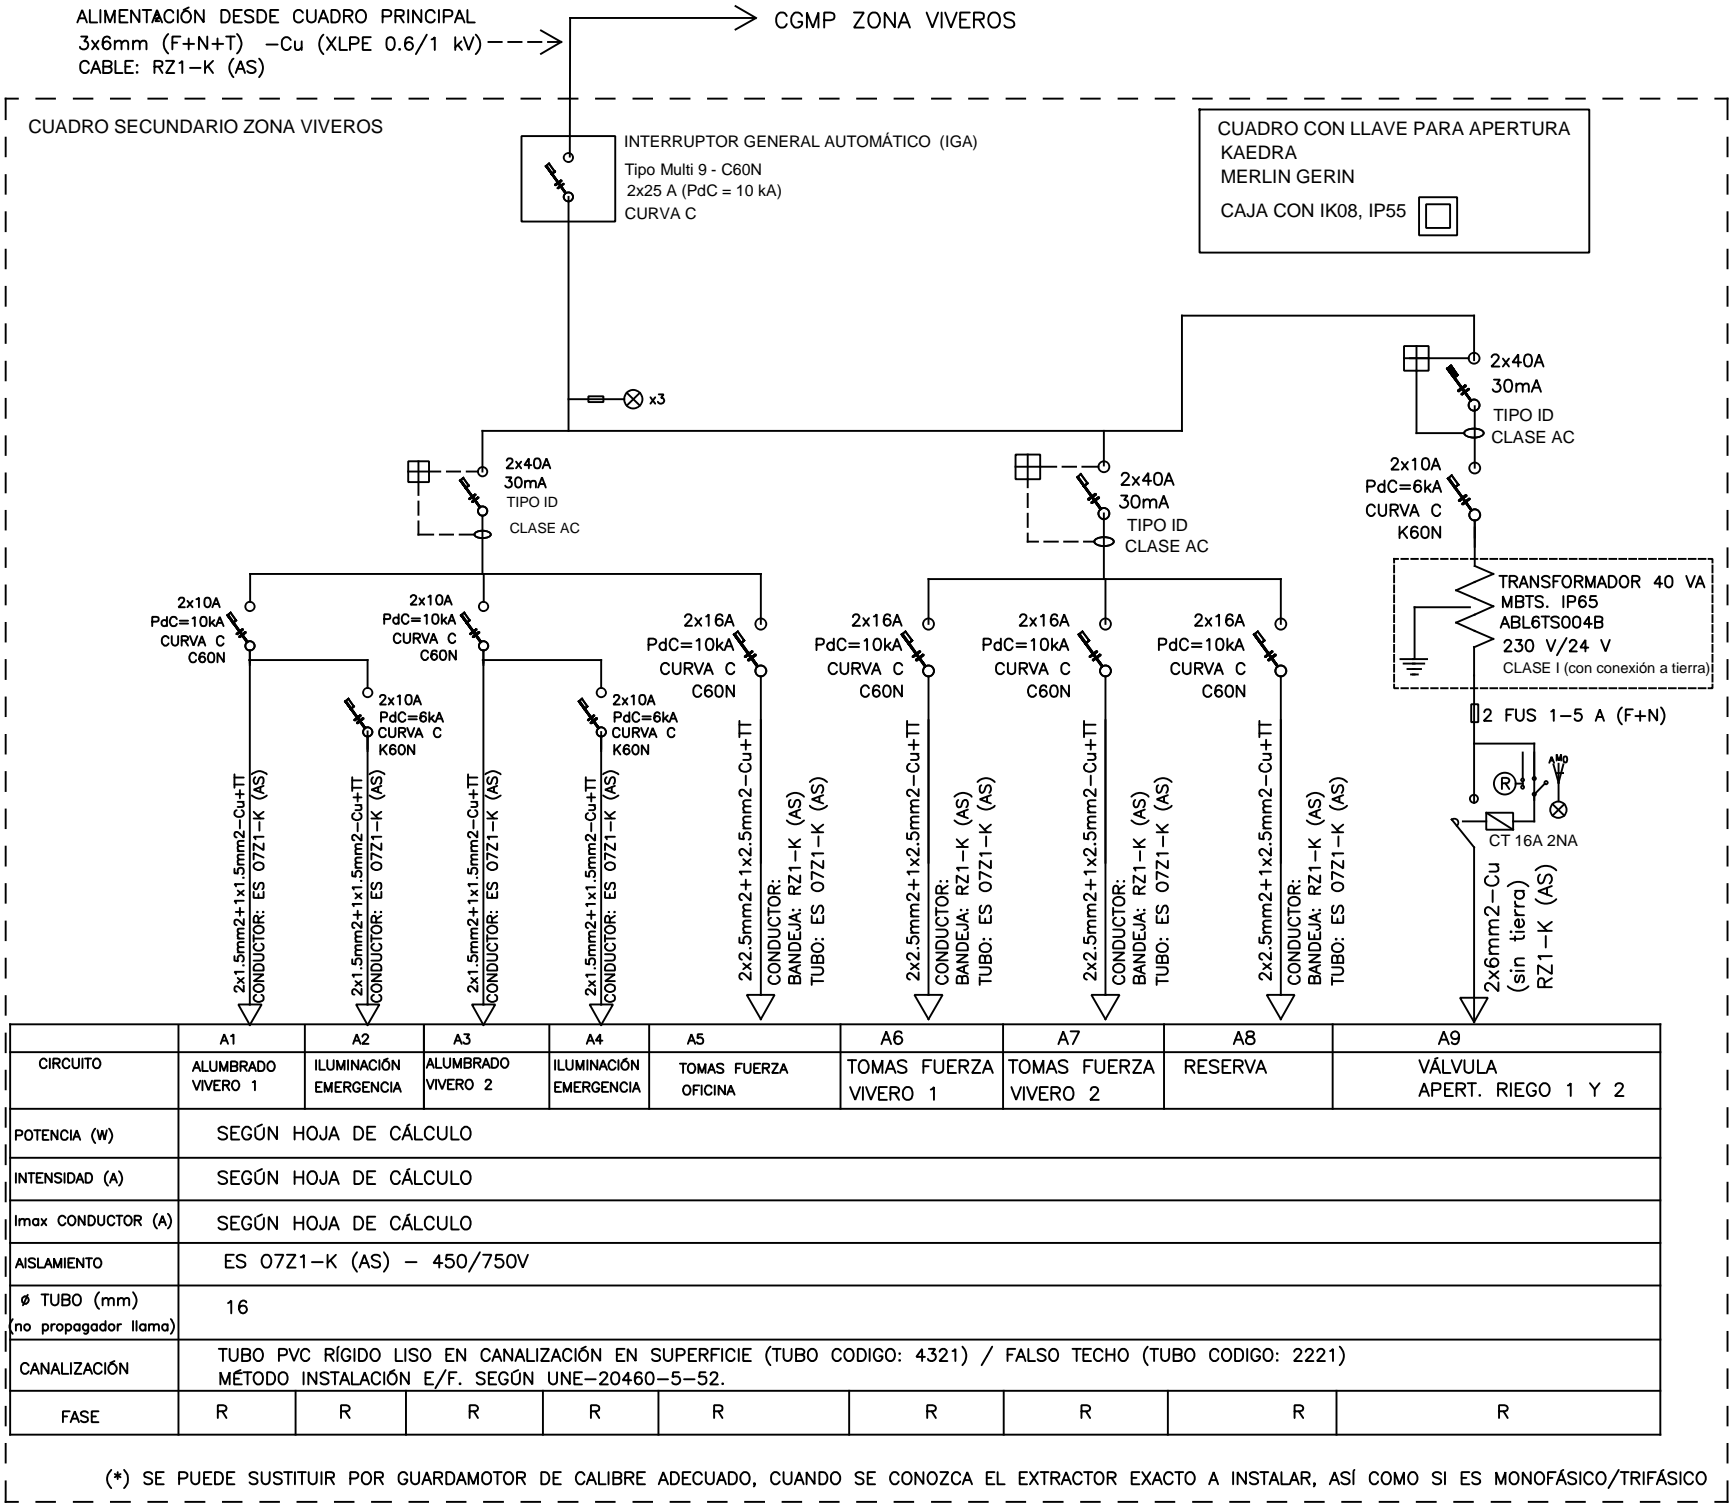 ALIMENTACIÓN DESDE CUADRO PRINCIPAL
3x6mm (F+N+T) -Cu (XLPE 0.6/1 kV)
CABLE: RZ1-K (AS)
CGMP ZONA VIVEROS
CUADRO SECUNDARIO ZONA VIVEROS
INTERRUPTOR GENERAL AUTOMÁTICO (IGA)
Tipo Multi 9 - C60N
2x25 A (PdC = 10 kA)
CURVA C
CUADRO CON LLAVE PARA APERTURA
KAEDRA
MERLIN GERIN
CAJA CON IK08, IP55
x3
2x40A
30mA
TIPO ID
CLASE AC
2x40A
30mA
TIPO ID
CLASE AC
2x40A
30mA
TIPO ID
CLASE AC
2x10A
PdC=6kA
CURVA C
K60N
TRANSFORMADOR 40 VA
MBTS. IP65
ABL6TS004B
230 V/24 V
CLASE I (con conexión a tierra)
2 FUS 1-5 A (F+N)
A M O
R
CT 16A 2NA
2x10A
PdC=10kA
CURVA C
C60N
2x10A
PdC=6kA
CURVA C
K60N
2x10A
PdC=10kA
CURVA C
C60N
2x10A
PdC=6kA
CURVA C
K60N
2x16A
PdC=10kA
CURVA C
C60N
2x16A
PdC=10kA
CURVA C
C60N
2x16A
PdC=10kA
CURVA C
C60N
2x16A
PdC=10kA
CURVA C
C60N
2x1.5mm2+1x1.5mm2-Cu+TT
CONDUCTOR: ES 07Z1-K (AS)
2x1.5mm2+1x1.5mm2-Cu+TT
CONDUCTOR: ES 07Z1-K (AS)
2x1.5mm2+1x1.5mm2-Cu+TT
CONDUCTOR: ES 07Z1-K (AS)
2x1.5mm2+1x1.5mm2-Cu+TT
CONDUCTOR: ES 07Z1-K (AS)
2x2.5mm2+1x2.5mm2-Cu+TT
CONDUCTOR:
BANDEJA: RZ1-K (AS)
TUBO: ES 07Z1-K (AS)
2x2.5mm2+1x2.5mm2-Cu+TT
CONDUCTOR:
BANDEJA: RZ1-K (AS)
TUBO: ES 07Z1-K (AS)
2x2.5mm2+1x2.5mm2-Cu+TT
CONDUCTOR:
BANDEJA: RZ1-K (AS)
TUBO: ES 07Z1-K (AS)
2x2.5mm2+1x2.5mm2-Cu+TT
CONDUCTOR:
BANDEJA: RZ1-K (AS)
TUBO: ES 07Z1-K (AS)
2x6mm2-Cu
(sin tierra)
RZ1-K (AS)
A1 A2 A3 A4 A5 A6 A7 A8 A9
CIRCUITO
ALUMBRADO
VIVERO 1
ILUMINACIÓN
EMERGENCIA
ALUMBRADO
VIVERO 2
ILUMINACIÓN
EMERGENCIA
TOMAS FUERZA
OFICINA
TOMAS FUERZA
VIVERO 1
TOMAS FUERZA
VIVERO 2
RESERVA
VÁLVULA
APERT. RIEGO 1 Y 2
POTENCIA (W) SEGÚN HOJA DE CÁLCULO
INTENSIDAD (A) SEGÚN HOJA DE CÁLCULO
Imax CONDUCTOR (A) SEGÚN HOJA DE CÁLCULO
AISLAMIENTO ES 07Z1-K (AS) - 450/750V
ø TUBO (mm) 16
(no propagador llama)
CANALIZACIÓN
TUBO PVC RÍGIDO LISO EN CANALIZACIÓN EN SUPERFICIE (TUBO CODIGO: 4321) / FALSO TECHO (TUBO CODIGO: 2221)
MÉTODO INSTALACIÓN E/F. SEGÚN UNE-20460-5-52.
FASE R R R R R R R R R
(*) SE PUEDE SUSTITUIR POR GUARDAMOTOR DE CALIBRE ADECUADO, CUANDO SE CONOZCA EL EXTRACTOR EXACTO A INSTALAR, ASÍ COMO SI ES MONOFÁSICO/TRIFÁSICO